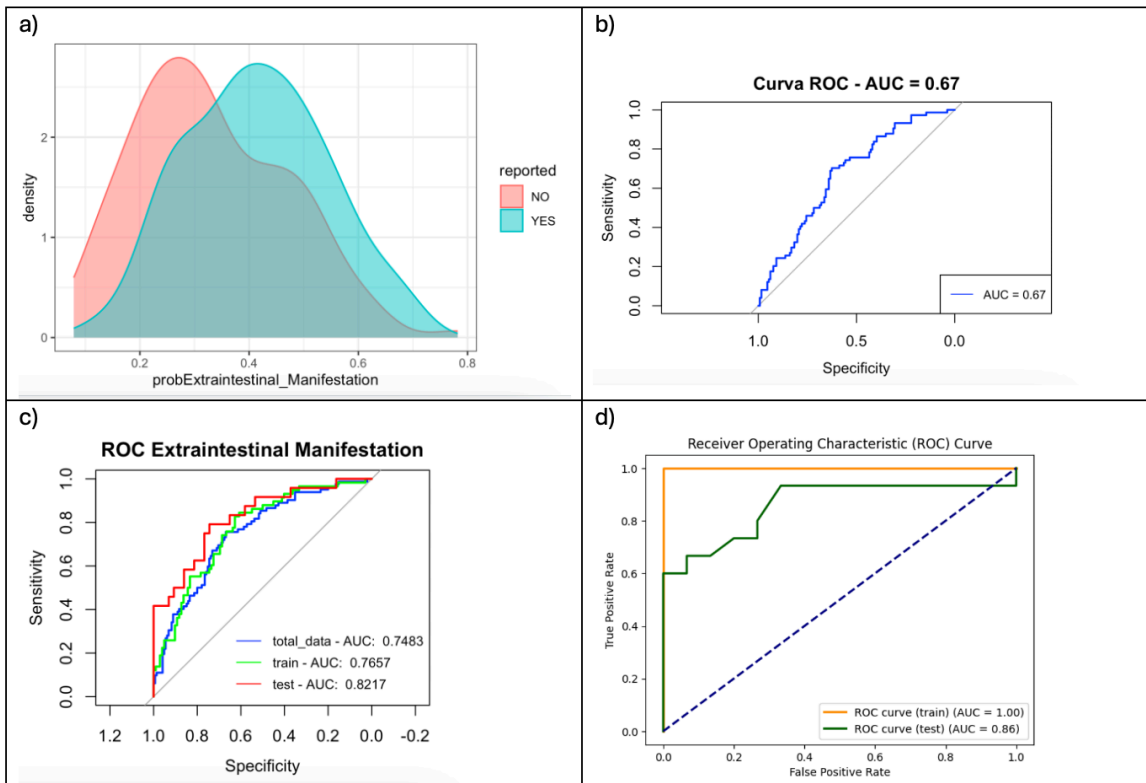 a)
2
1
0
density
0.2
0.4
0.6
0.8
probExtraintestinal_Manifestation
reported
NO
YES
b)
Curva ROC - AUC = 0.67
Sensitivity
0.0 0.2 0.4 0.6 0.8 1.0
AUC = 0.67
1.0 0.5 0.0
Specificity
c)
ROC Extraintestinal Manifestation
Sensitivity
0.0 0.2 0.4 0.6 0.8 1.0
total_data - AUC: 0.7483
train - AUC: 0.7657
test - AUC: 0.8217
1.2 1.0 0.8 0.6 0.4 0.2 0.0 -0.2
Specificity
d)
Receiver Operating Characteristic (ROC) Curve
1.0
0.8
0.6
0.4
0.2
0.0
True Positive Rate
ROC curve (train) (AUC = 1.00)
ROC curve (test) (AUC = 0.86)
0.0 0.2 0.4 0.6 0.8 1.0
False Positive Rate